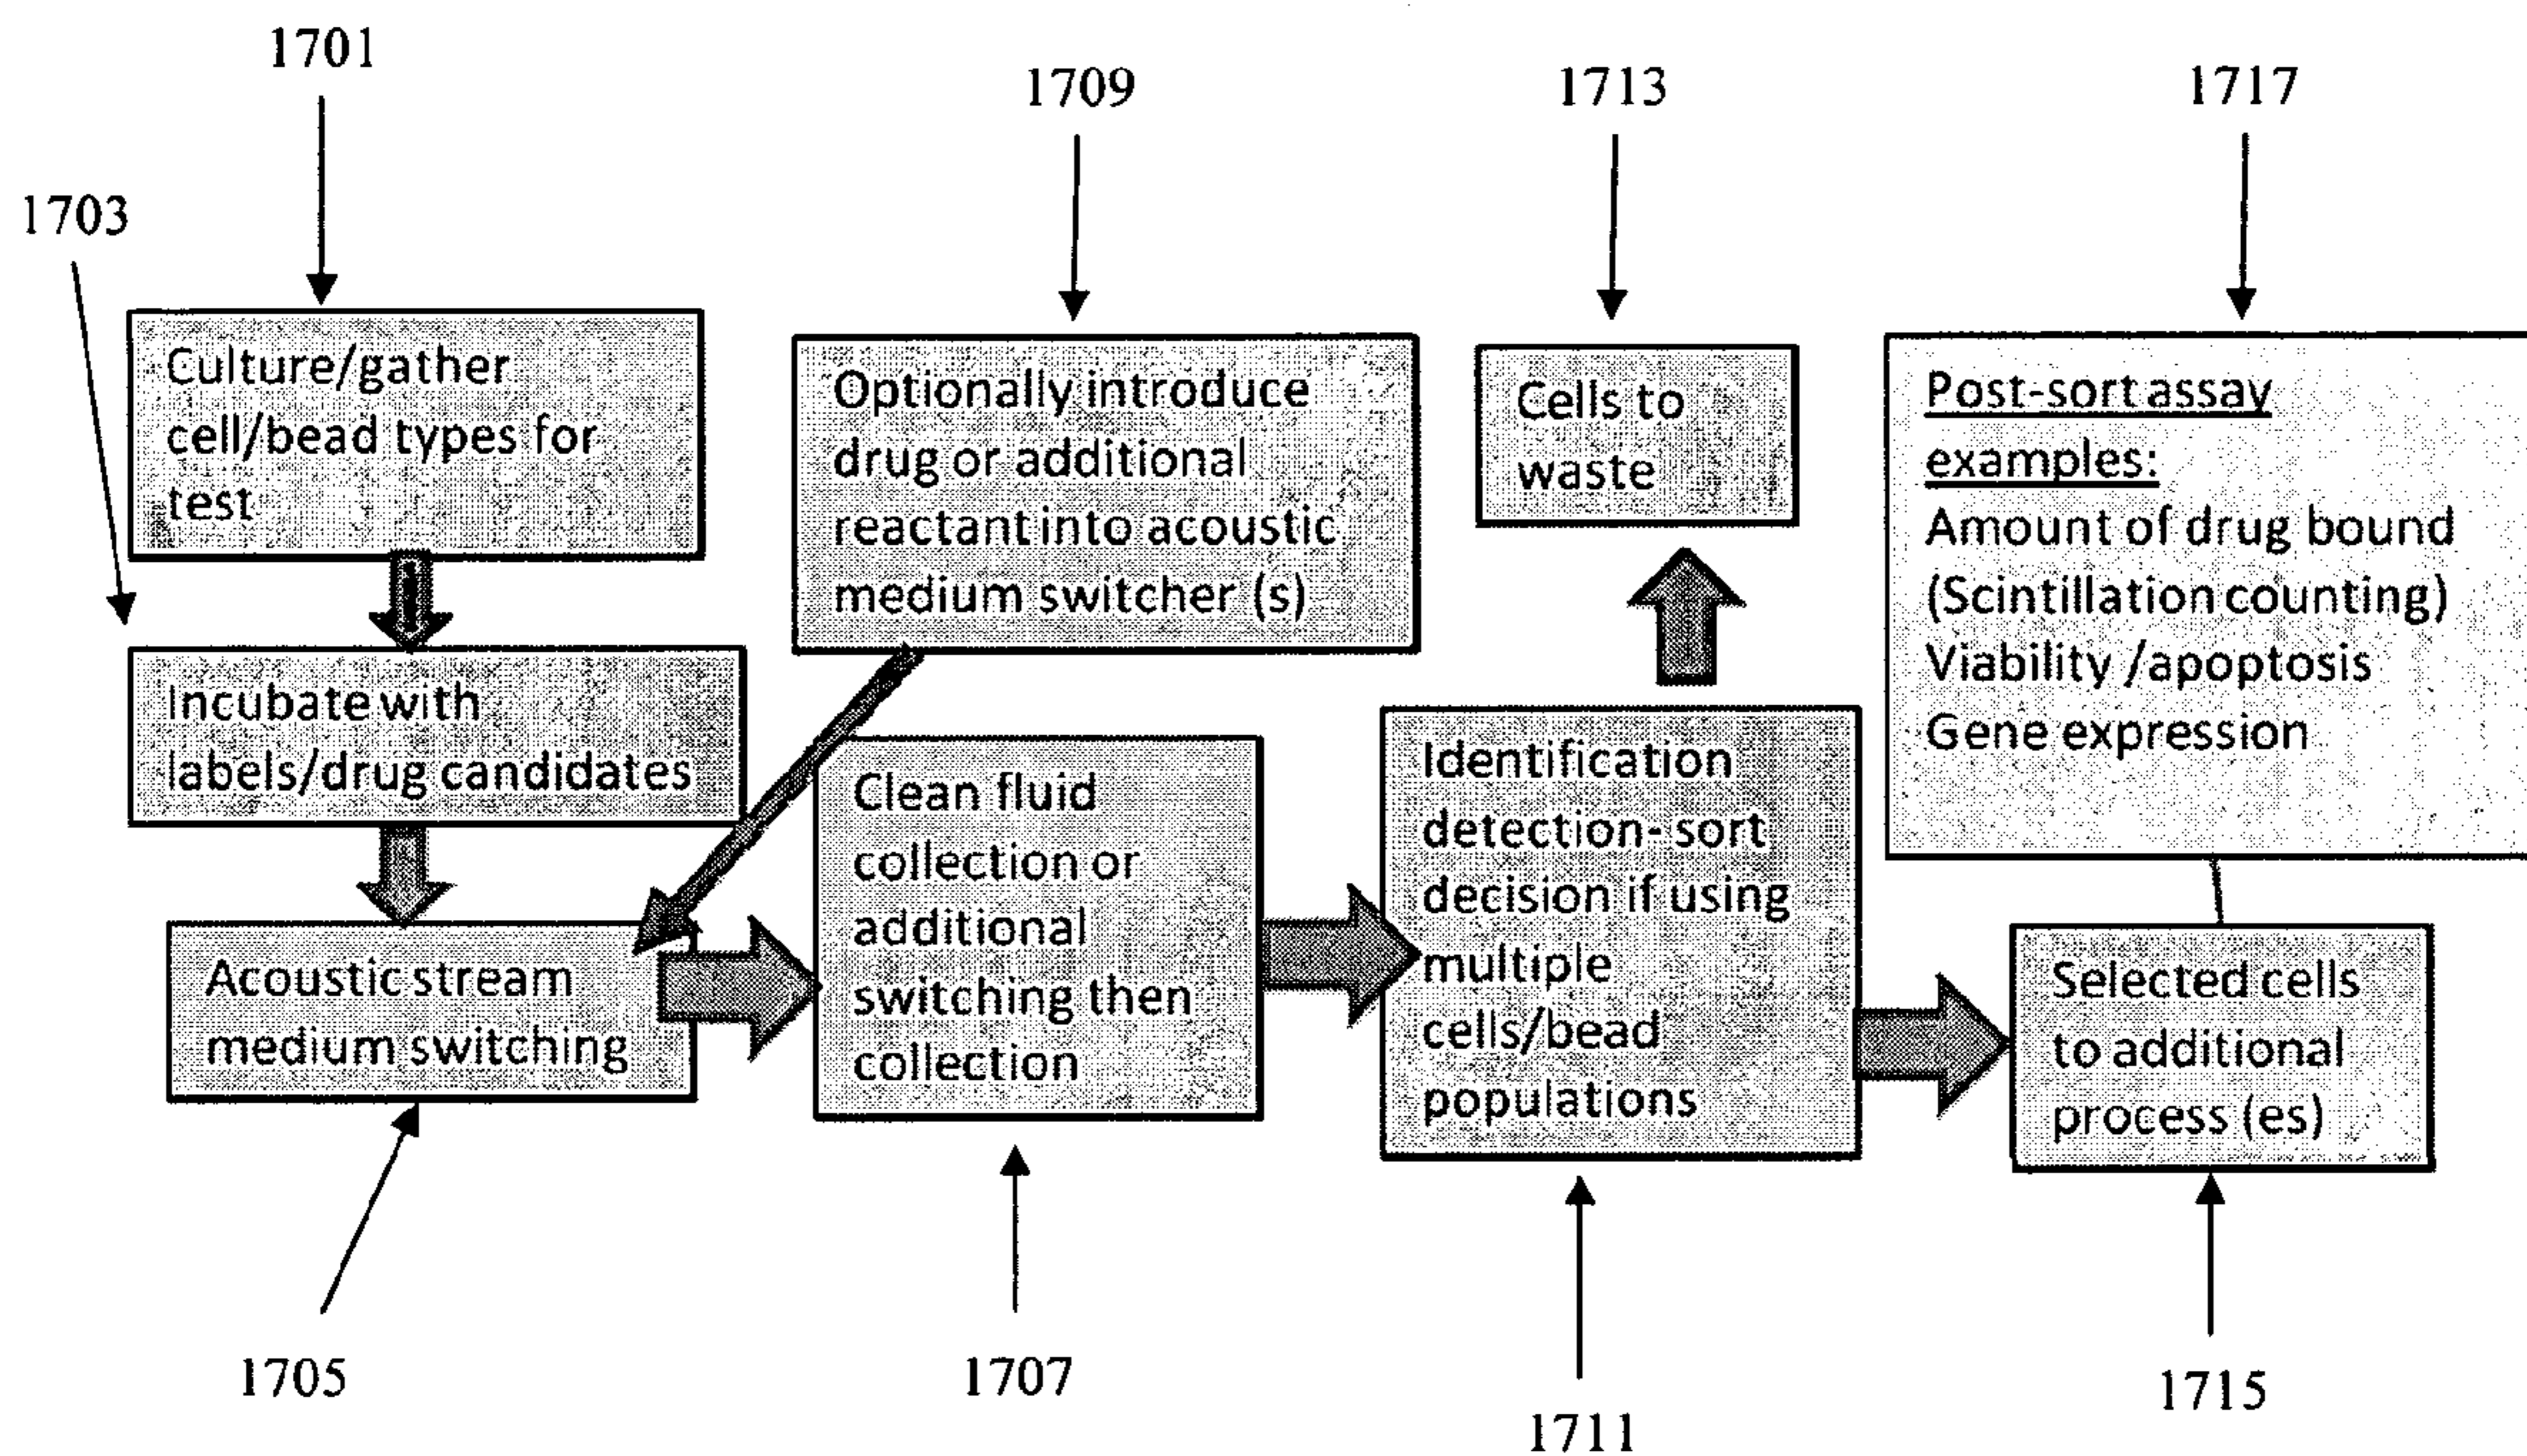 1701
1709
1713
1717
1703
Culture/gather
cell/bead types for
test
Optionally introduce
drug or additional
reactant into acoustic
medium switcher (s)
Cells to
waste
Post-sort assay
examples:
Amount of drug bound
(Scintillation counting)
Viability /apoptosis
Gene expression
Incubate with
labels/drug candidates
Clean fluid
collection or
additional
switching then
collection
Identification
detection- sort
decision if using
multiple
cells/bead
populations
Acoustic stream
medium switching
Selected cells
to additional
process (es)
1705
1707
1711
1715